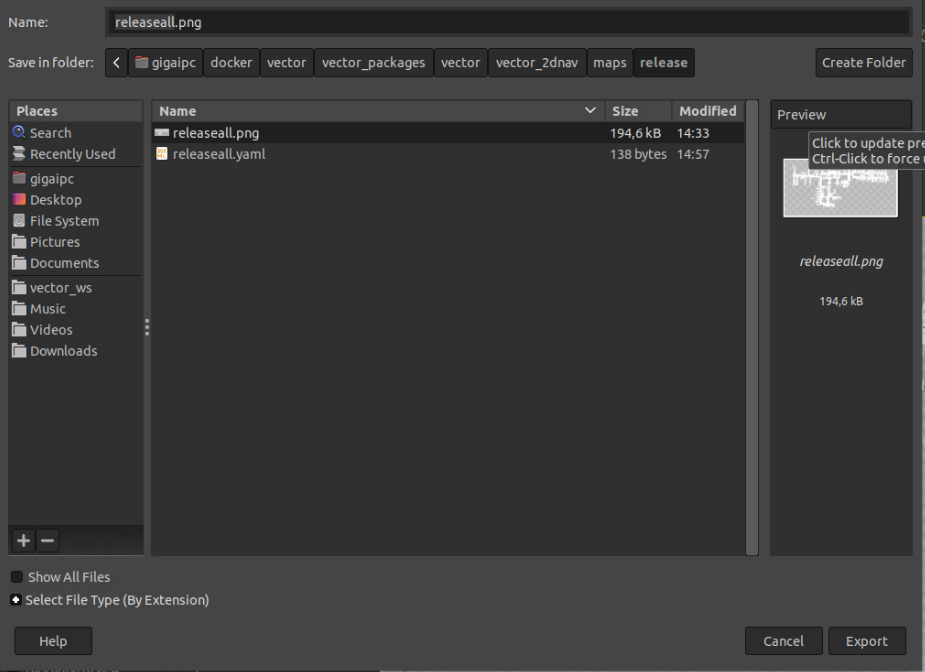 Name: releaseall.png
Save in folder: gigaipc docker vector vector_packages vector vector_2dnav maps release Create Folder
Places Name Size Modified Preview
Search releaseall.png 194,6 kB 14:33
Recently Used releaseall.yaml 138 bytes 14:57
Click to update pre
Ctrl-Click to force
gigaipc
Desktop
File System
Pictures
Documents
vector_ws
Music
Videos
Downloads
releaseall.png
194,6 kB
Show All Files
Select File Type (By Extension)
Help Cancel Export